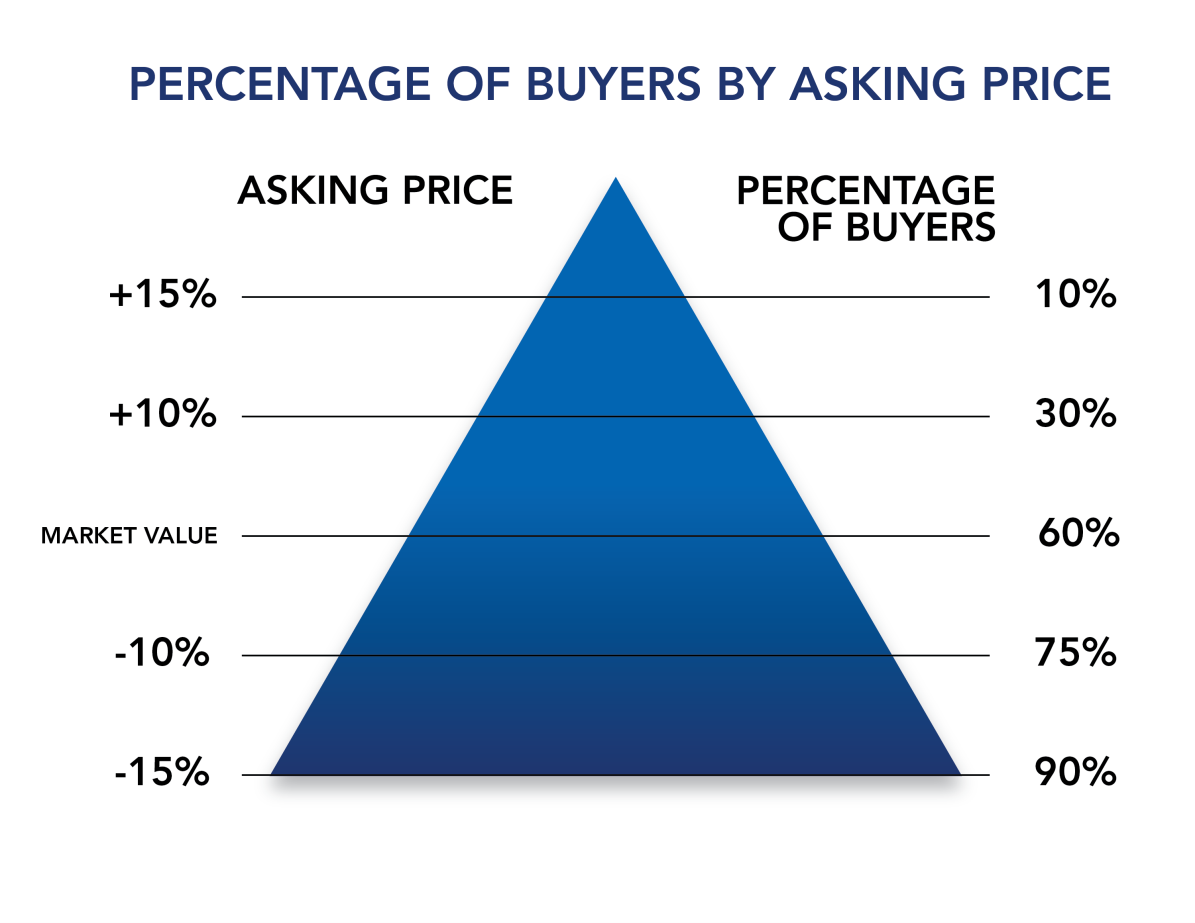 PERCENTAGE OF BUYERS BY ASKING PRICE
ASKING PRICE
PERCENTAGE
OF BUYERS
+15% 10%
+10% 30%
MARKET VALUE 60%
-10% 75%
-15% 90%